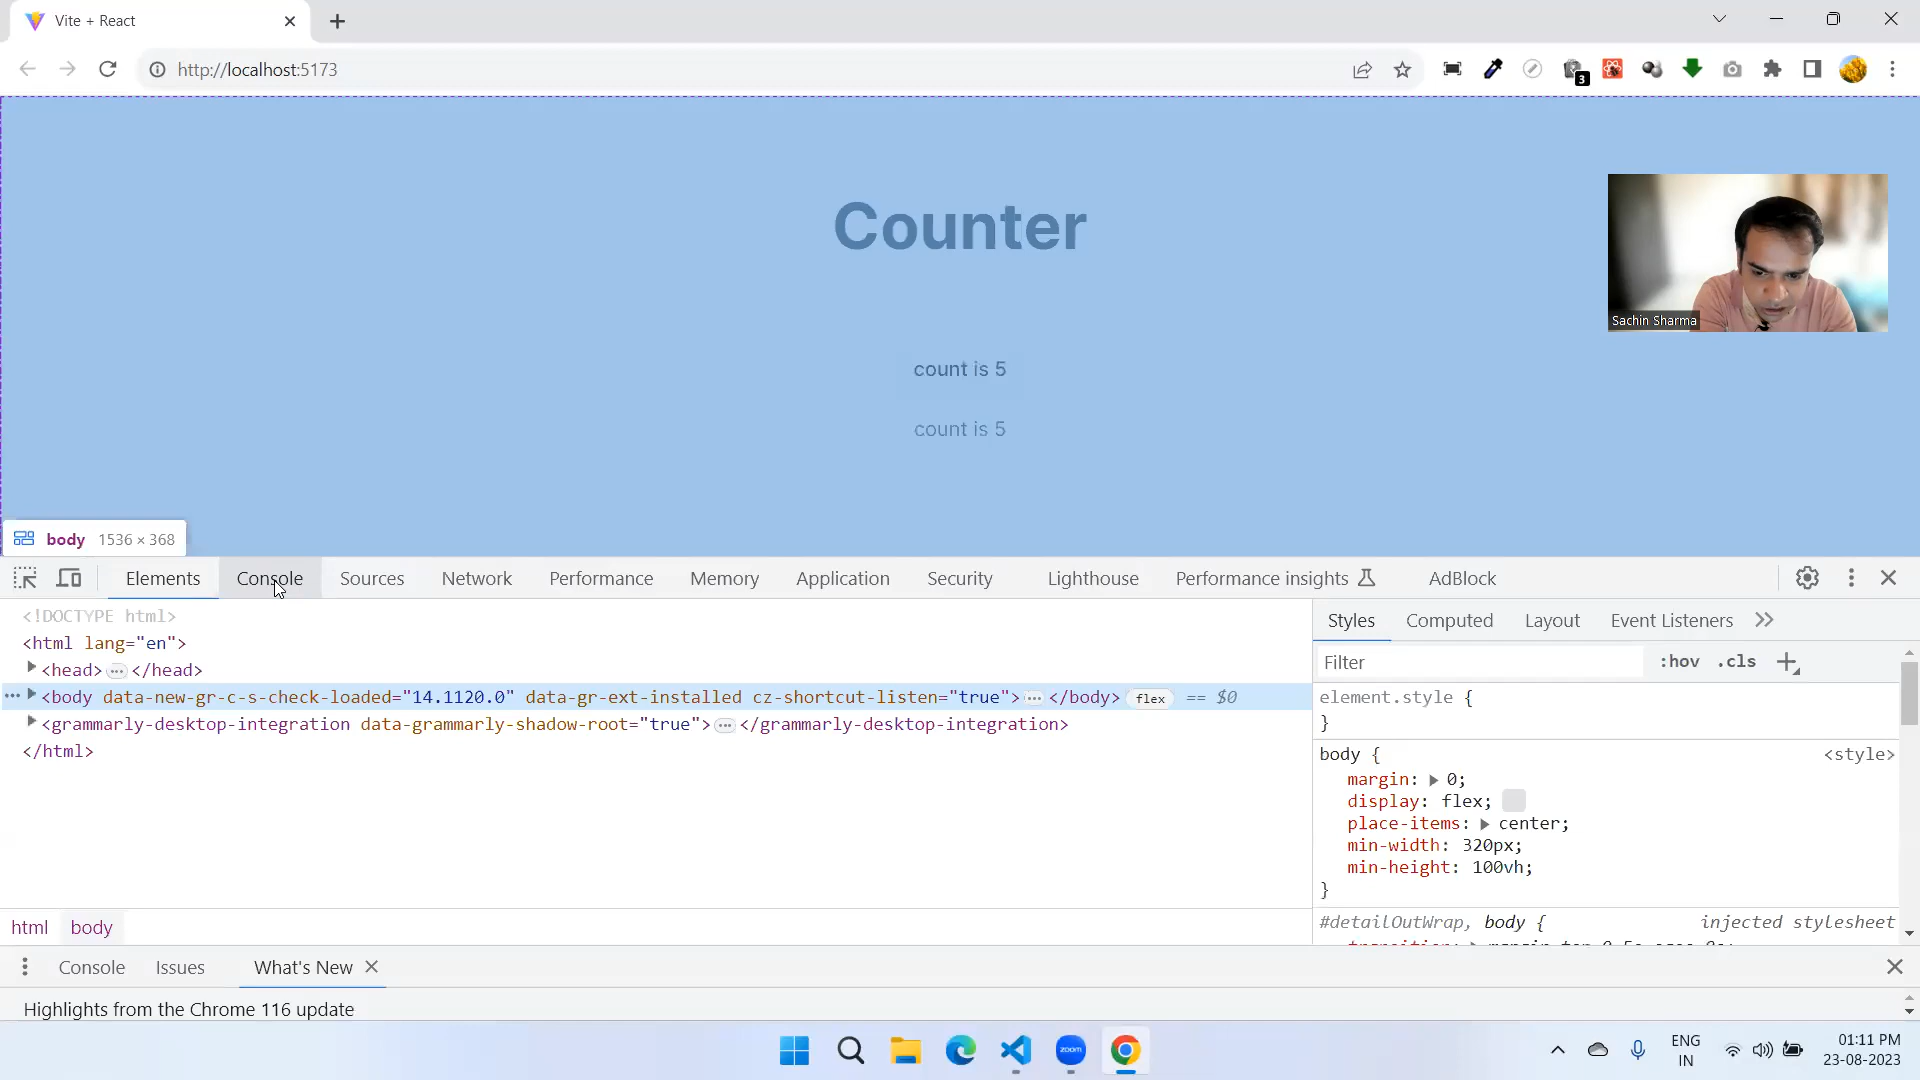 Vite + React
http://localhost:5173
3
Counter
Sachin Sharma
count is 5
count is 5
body 1536 × 368
Elements Console Sources Network Performance Memory Application Security Lighthouse Performance insights AdBlock
<!DOCTYPE html>
<html lang="en">
<head> ··· </head>
··· <body data-new-gr-c-s-check-loaded="14.1120.0" data-gr-ext-installed cz-shortcut-listen="true"> ··· </body> flex == $0
<grammarly-desktop-integration data-grammarly-shadow-root="true"> ··· </grammarly-desktop-integration>
</html>
html body
Styles Computed Layout Event Listeners
Filter :hov .cls
element.style {
}
body { <style>
margin: 0;
display: flex;
place-items: center;
min-width: 320px;
min-height: 100vh;
}
#detailOutWrap, body { injected stylesheet
Console Issues What's New
Highlights from the Chrome 116 update
zoom
ENG
IN
01:11 PM
23-08-2023